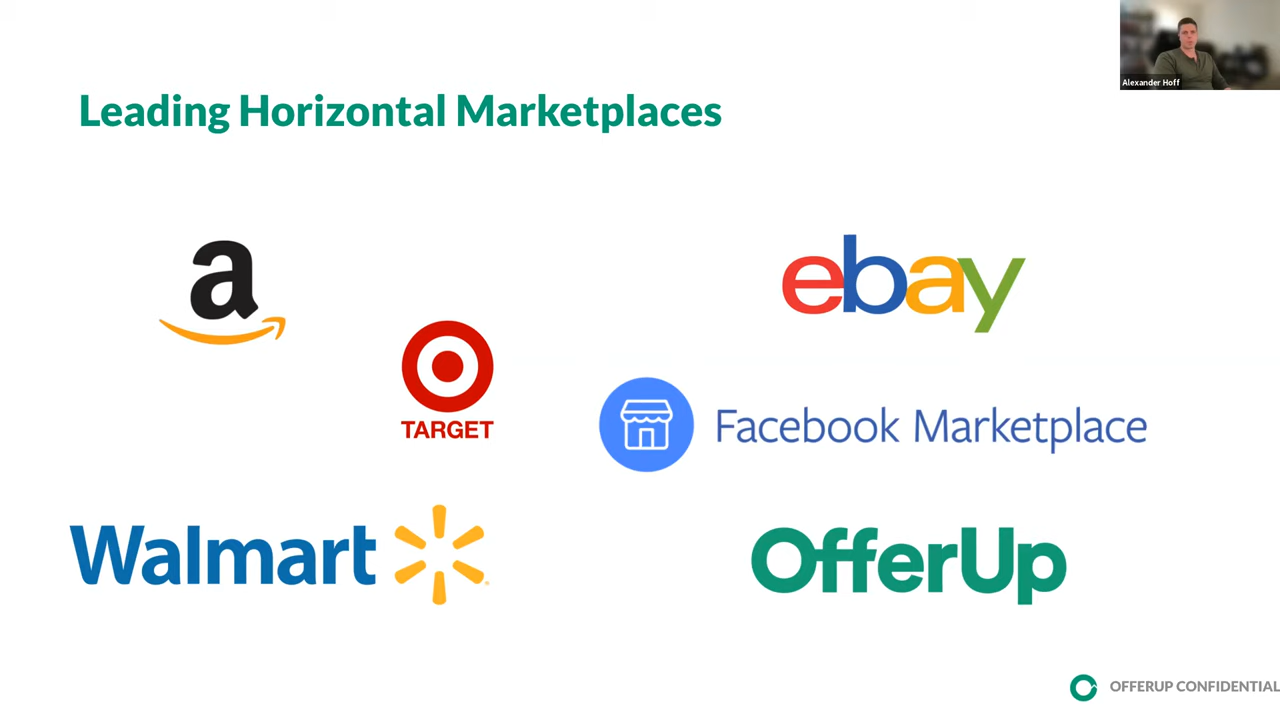 Alexander Hoff
Leading Horizontal Marketplaces
a
ebay
TARGET
Facebook Marketplace
Walmart
OfferUp
OFFERUP CONFIDENTIAL